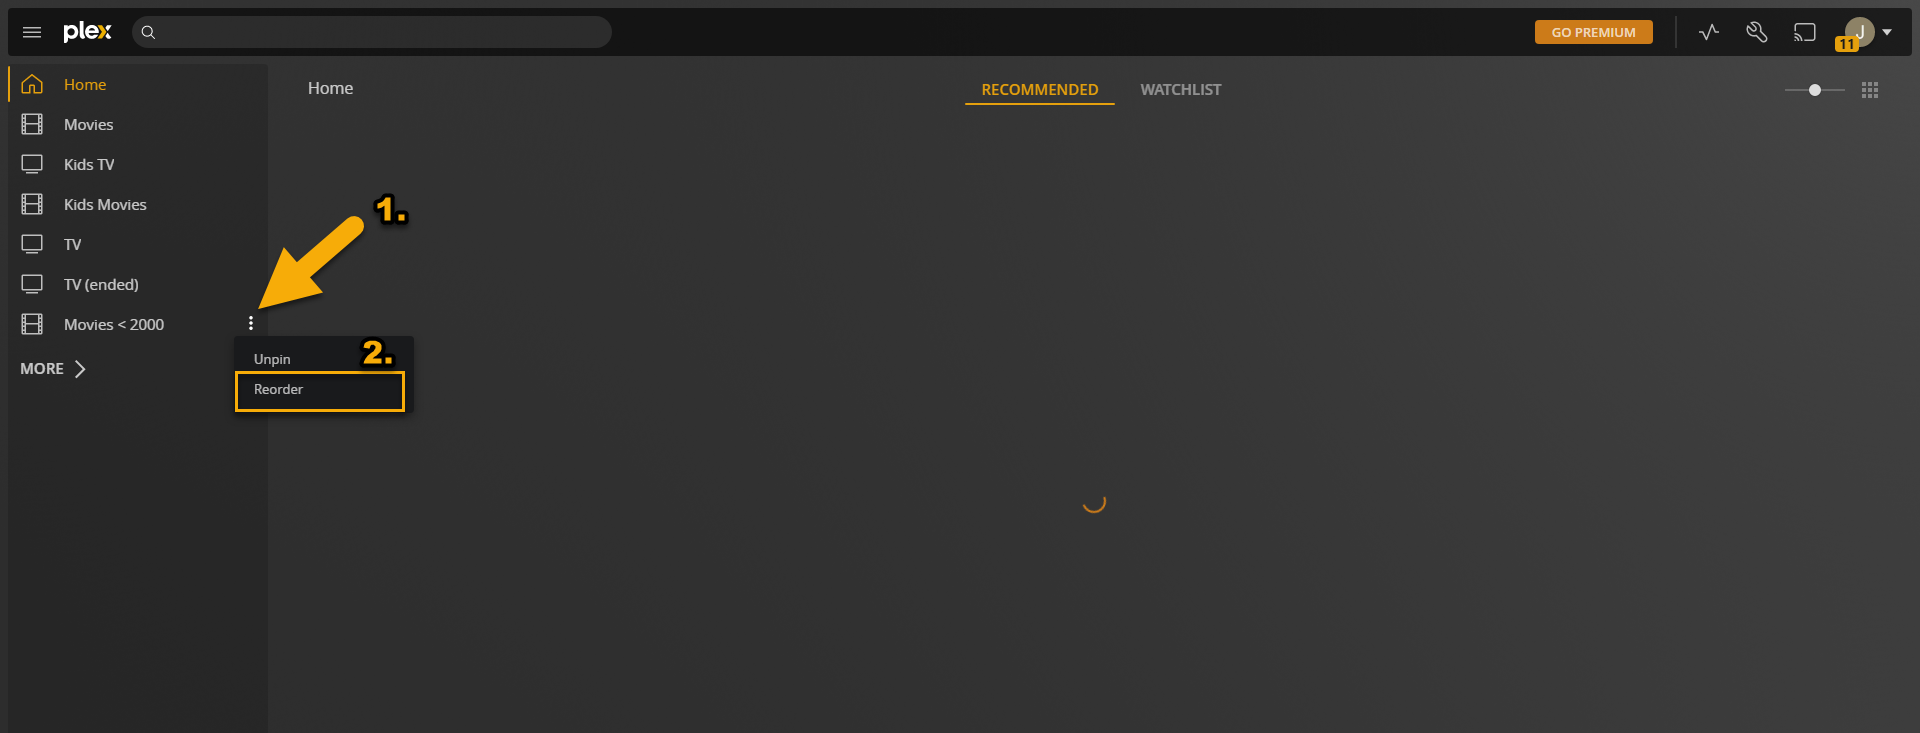 plex
GO PREMIUM
J
11
Home
Movies
Kids TV
Kids Movies
TV
TV (ended)
Movies < 2000
MORE
Home
RECOMMENDED
WATCHLIST
1.
2.
Unpin
Reorder